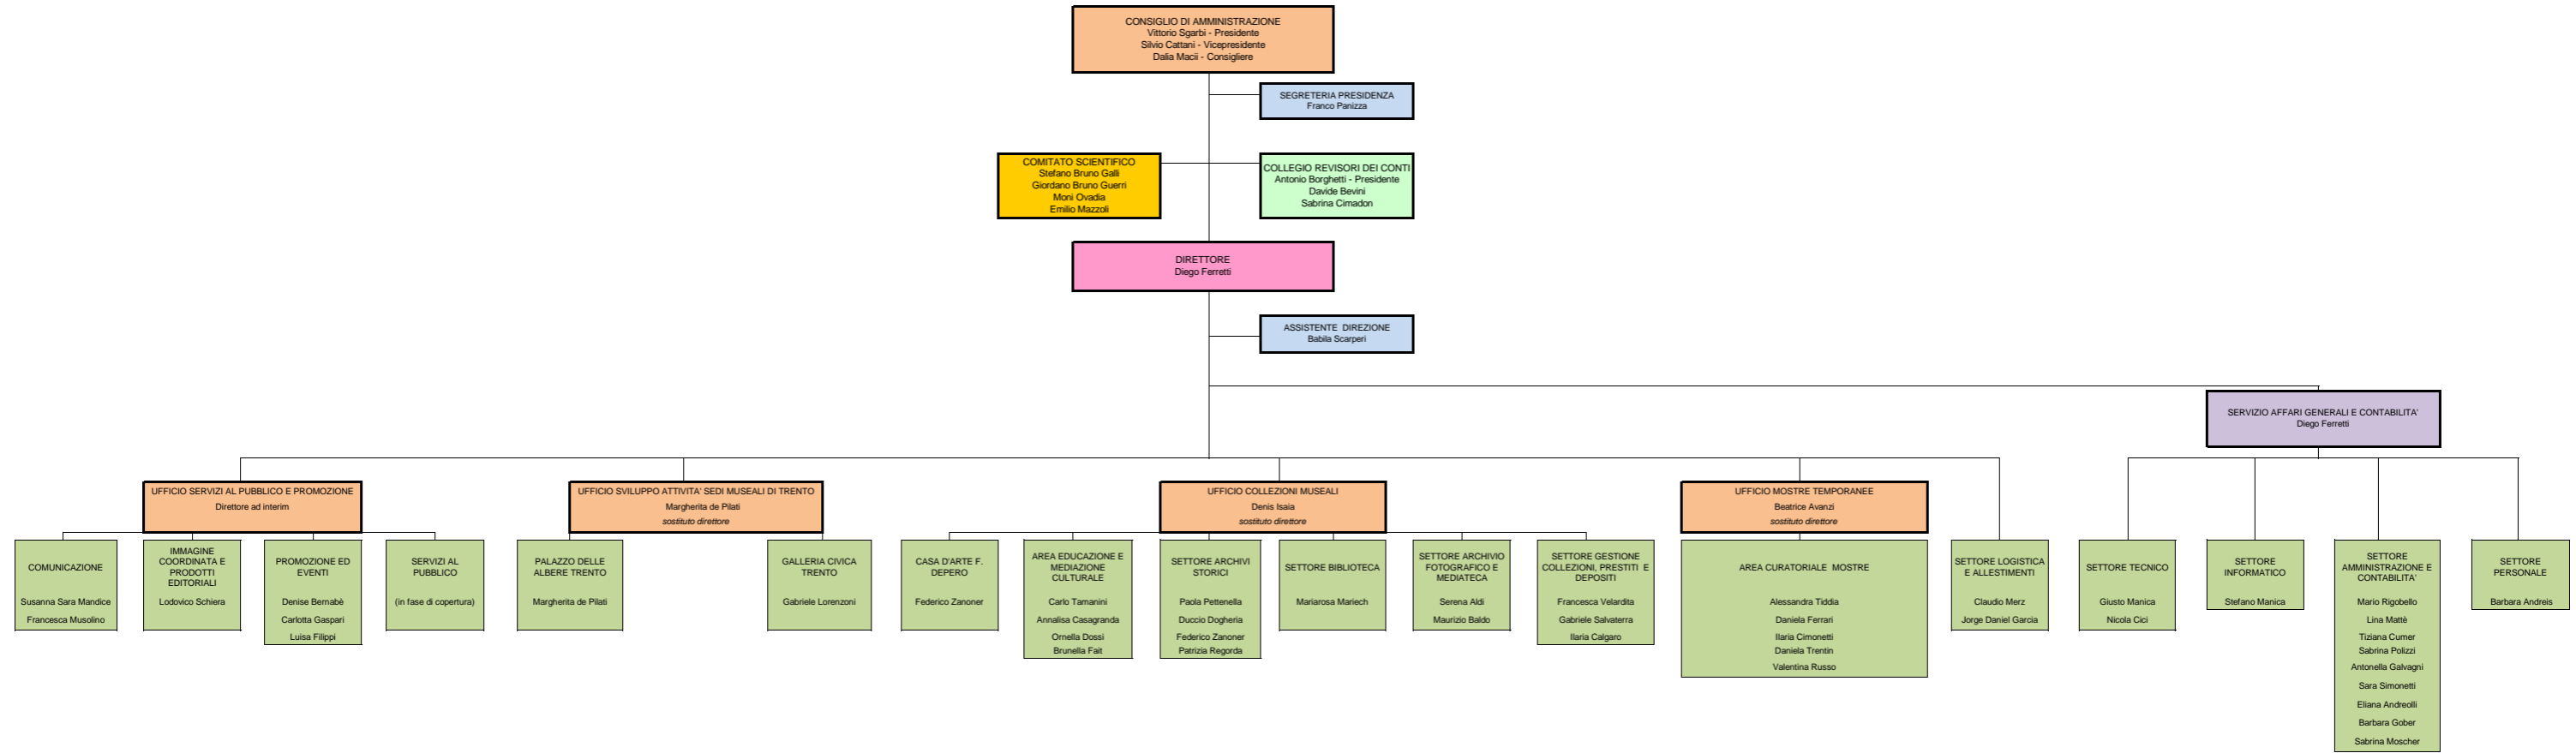 CONSIGLIO DI AMMINISTRAZIONE
Vittorio Sgarbi - Presidente
Silvio Cattani - Vicepresidente
Dalia Macii - Consigliere
SEGRETERIA PRESIDENZA
Franco Panizza
COMITATO SCIENTIFICO
Stefano Bruno Galli
Giordano Bruno Guerri
Moni Ovadia
Emilio Mazzoli
COLLEGIO REVISORI DEI CONTI
Antonio Borghetti - Presidente
Davide Bevini
Sabrina Cimadon
DIRETTORE
Diego Ferretti
ASSISTENTE DIREZIONE
Babila Scarperi
SERVIZIO AFFARI GENERALI E CONTABILITA'
Diego Ferretti
UFFICIO SERVIZI AL PUBBLICO E PROMOZIONE
Direttore ad interim
UFFICIO SVILUPPO ATTIVITA' SEDI MUSEALI DI TRENTO
Margherita de Pilati
sostituto direttore
UFFICIO COLLEZIONI MUSEALI
Denis Isaia
sostituto direttore
UFFICIO MOSTRE TEMPORANEE
Beatrice Avanzi
sostituto direttore
COMUNICAZIONE
Susanna Sara Mandice
Francesca Musolino
IMMAGINE
COORDINATA E
PRODOTTI
EDITORIALI
Lodovico Schiera
PROMOZIONE ED
EVENTI
Denise Bernabè
Carlotta Gaspari
Luisa Filippi
SERVIZI AL
PUBBLICO
(in fase di copertura)
PALAZZO DELLE
ALBERE TRENTO
Margherita de Pilati
GALLERIA CIVICA
TRENTO
Gabriele Lorenzoni
CASA D'ARTE F.
DEPERO
Federico Zanoner
AREA EDUCAZIONE E
MEDIAZIONE
CULTURALE
Carlo Tamanini
Annalisa Casagranda
Ornella Dossi
Brunella Fait
SETTORE ARCHIVI
STORICI
Paola Pettenella
Duccio Dogheria
Federico Zanoner
Patrizia Regorda
SETTORE BIBLIOTECA
Mariarosa Mariech
SETTORE ARCHIVIO
FOTOGRAFICO E
MEDIATECA
Serena Aldi
Maurizio Baldo
SETTORE GESTIONE
COLLEZIONI, PRESTITI E
DEPOSITI
Francesca Velardita
Gabriele Salvaterra
Ilaria Calgaro
AREA CURATORIALE MOSTRE
Alessandra Tiddia
Daniela Ferrari
Ilaria Cimonetti
Daniela Trentin
Valentina Russo
SETTORE LOGISTICA
E ALLESTIMENTI
Claudio Merz
Jorge Daniel Garcia
SETTORE TECNICO
Giusto Manica
Nicola Cici
SETTORE
INFORMATICO
Stefano Manica
SETTORE
AMMINISTRAZIONE E
CONTABILITA'
Mario Rigobello
Lina Mattè
Tiziana Cumer
Sabrina Polizzi
Antonella Galvagni
Sara Simonetti
Eliana Andreolli
Barbara Gober
Sabrina Moscher
SETTORE
PERSONALE
Barbara Andreis